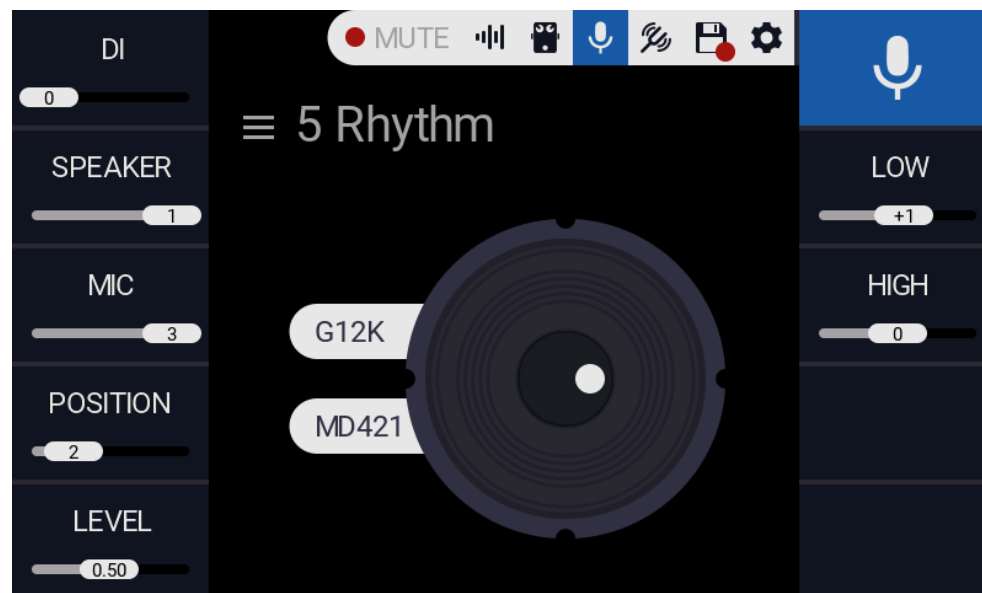 DI
0
SPEAKER
1
MIC
3
POSITION
2
LEVEL
0.50
MUTE
5 Rhythm
G12K
MD421
LOW
+1
HIGH
0